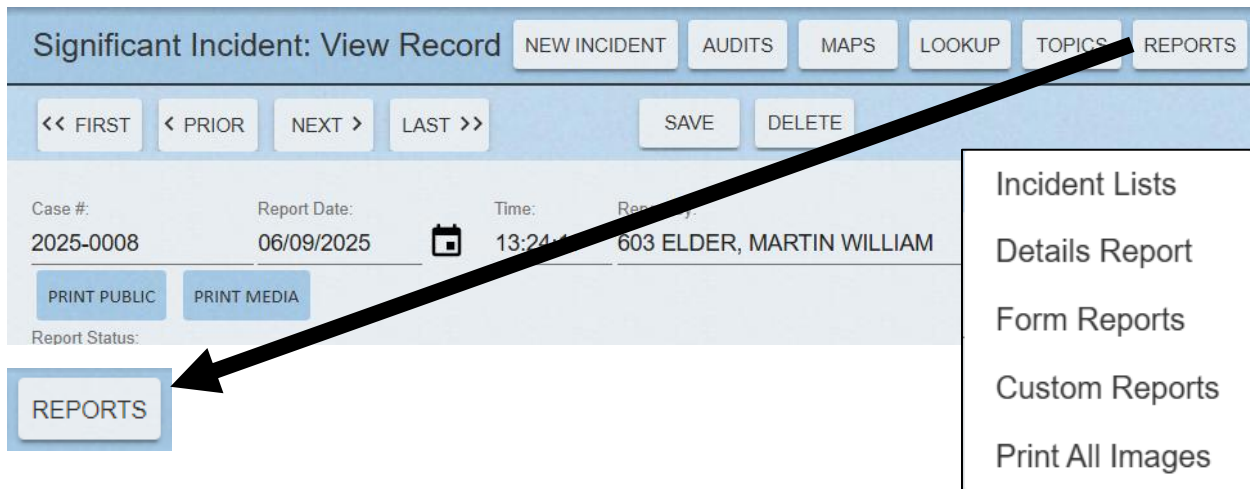 Significant Incident: View Record NEW INCIDENT AUDITS MAPS LOOKUP TOPICS REPORTS
<< FIRST < PRIOR NEXT > LAST >> SAVE DELETE
Case #: Report Date: Time:
2025-0008 06/09/2025 603 ELDER, MARTIN WILLIAM
PRINT PUBLIC PRINT MEDIA
Report Status:
REPORTS
Incident Lists
Details Report
Form Reports
Custom Reports
Print All Images